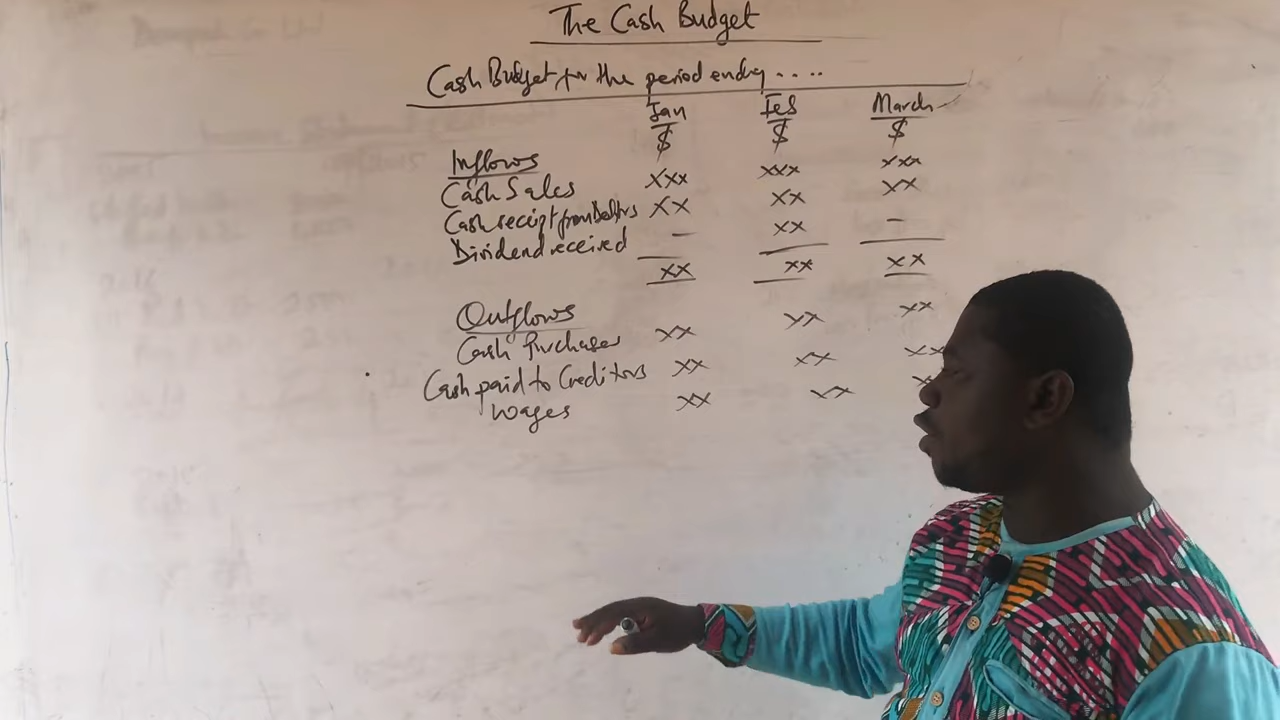 The Cash Budget
Cash Budget for the period ending ....
Jan Feb March
$ $ $
Inflows
Cash Sales xxx xxx xxx
Cash receipt from Debtors xx xx xx
Dividend received – xx –
xx xx xx
Outflows
Cash Purchases xx xx xx
Cash paid to Creditors xx xx xx
Wages xx xx